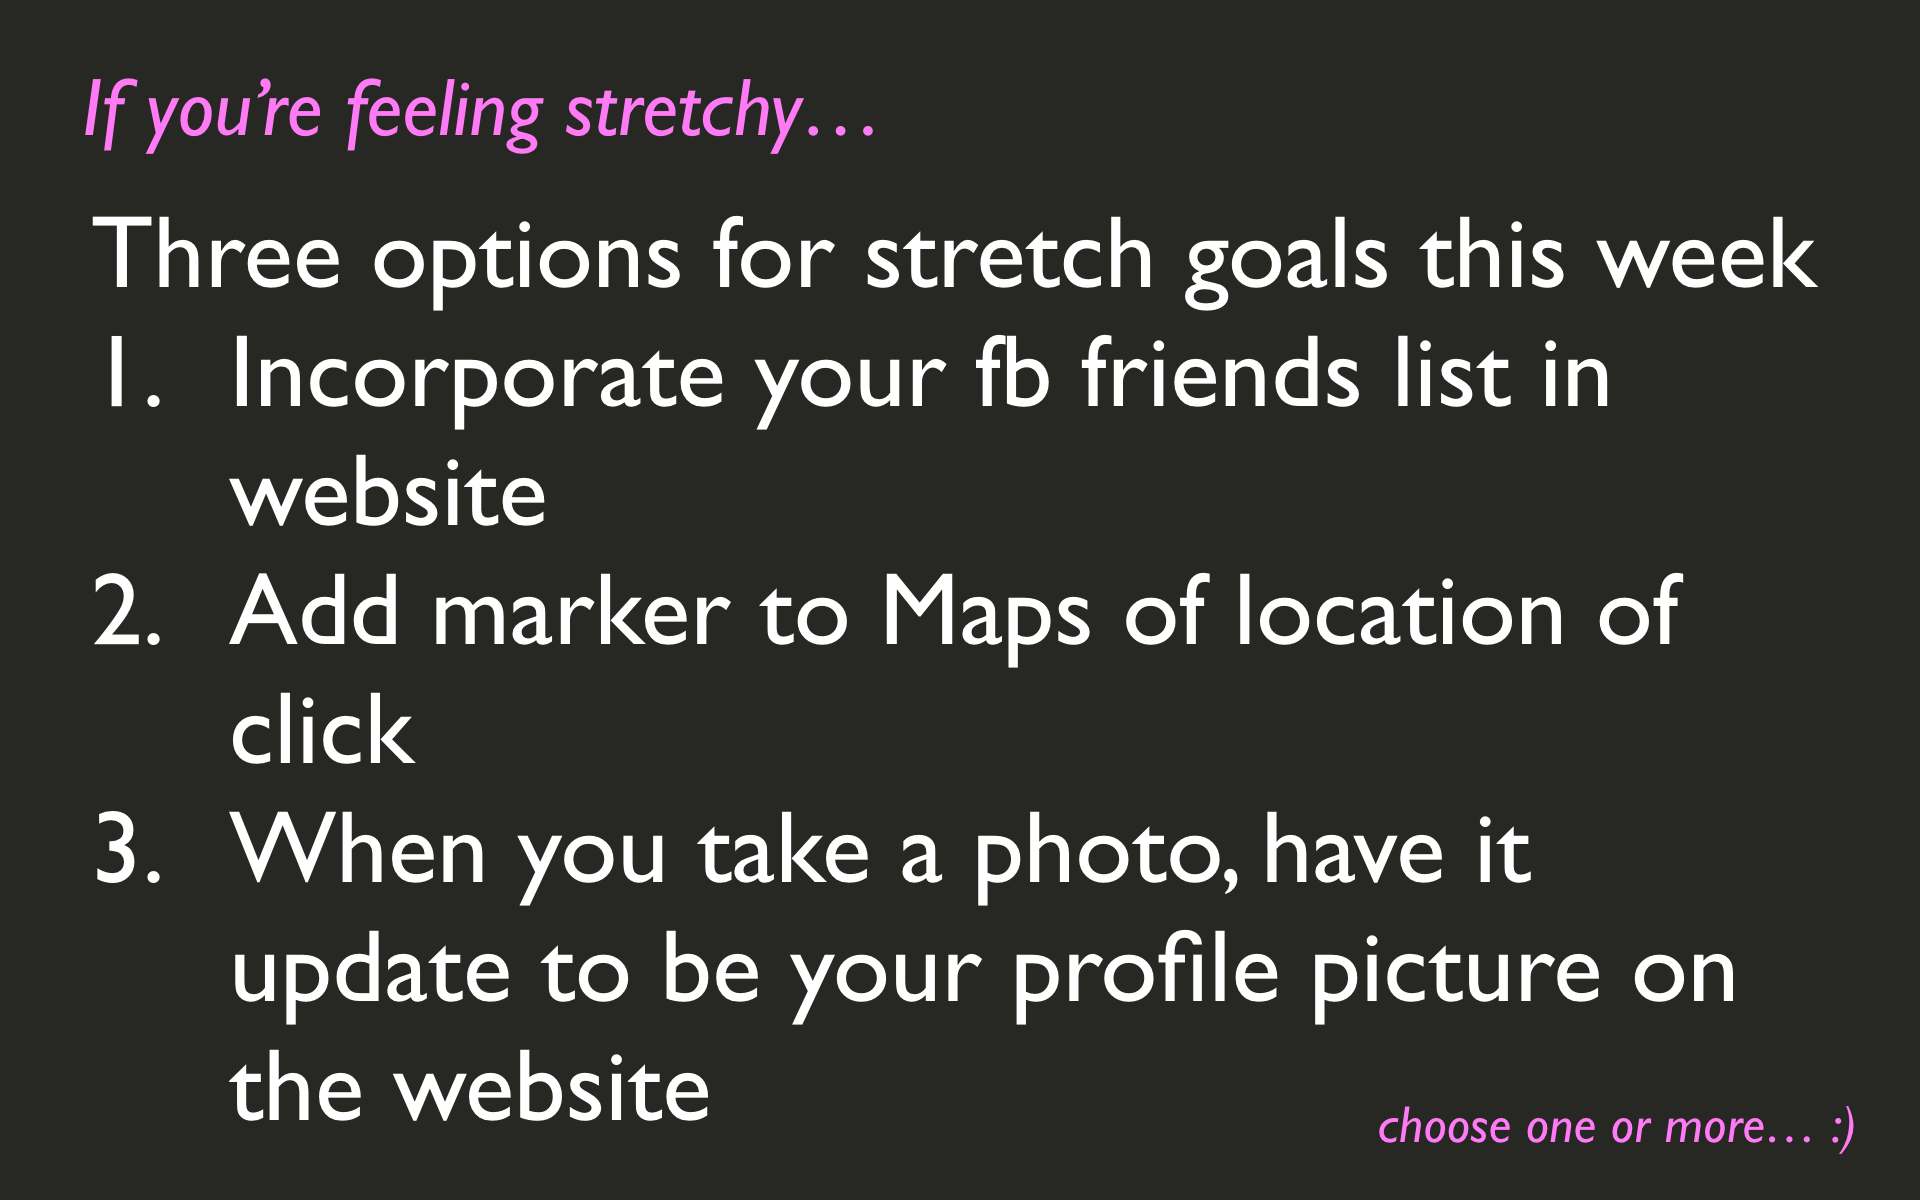 If you’re feeling stretchy…
Three options for stretch goals this week
1. Incorporate your fb friends list in
website
2. Add marker to Maps of location of
click
3. When you take a photo, have it
update to be your profile picture on
the website
choose one or more… :)